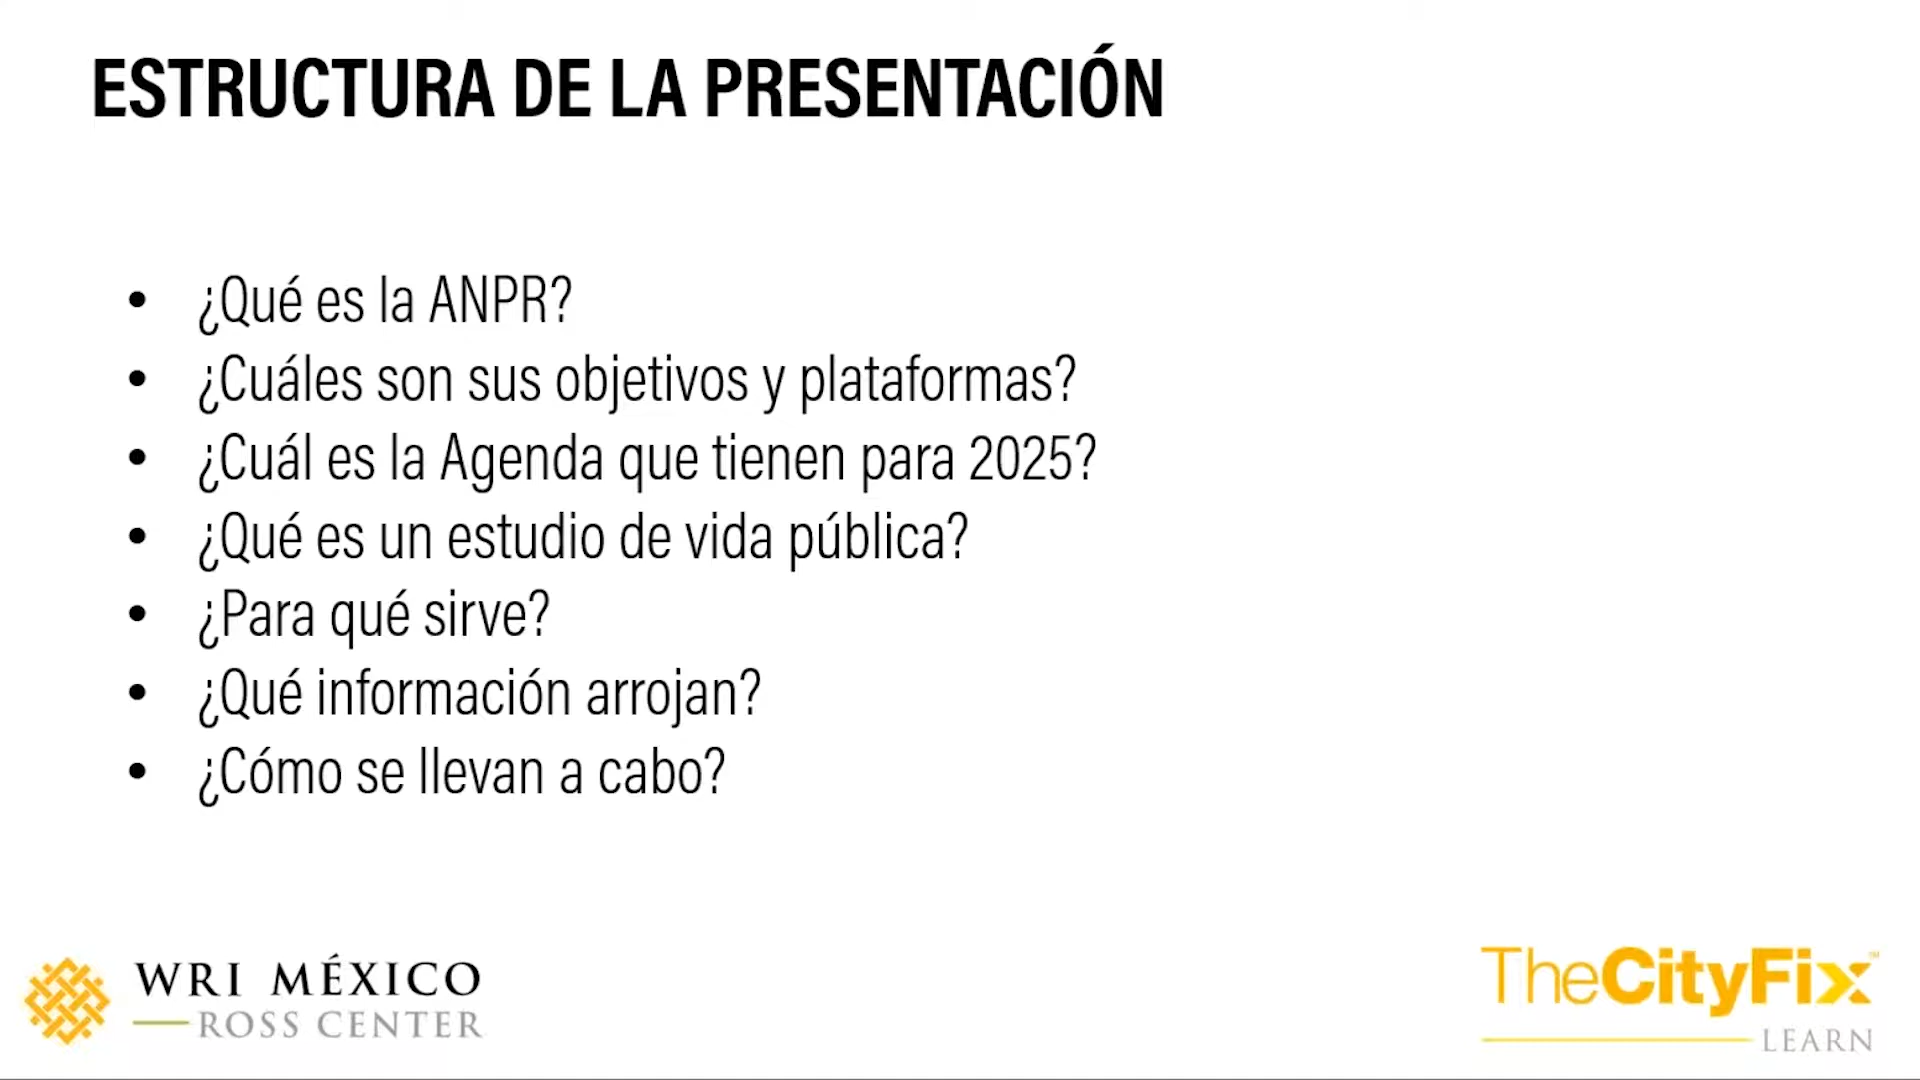 ESTRUCTURA DE LA PRESENTACIÓN
• ¿Qué es la ANPR?
• ¿Cuáles son sus objetivos y plataformas?
• ¿Cuál es la Agenda que tienen para 2025?
• ¿Qué es un estudio de vida pública?
• ¿Para qué sirve?
• ¿Qué información arrojan?
• ¿Cómo se llevan a cabo?
WRI MÉXICO
ROSS CENTER
TheCityFix™
LEARN